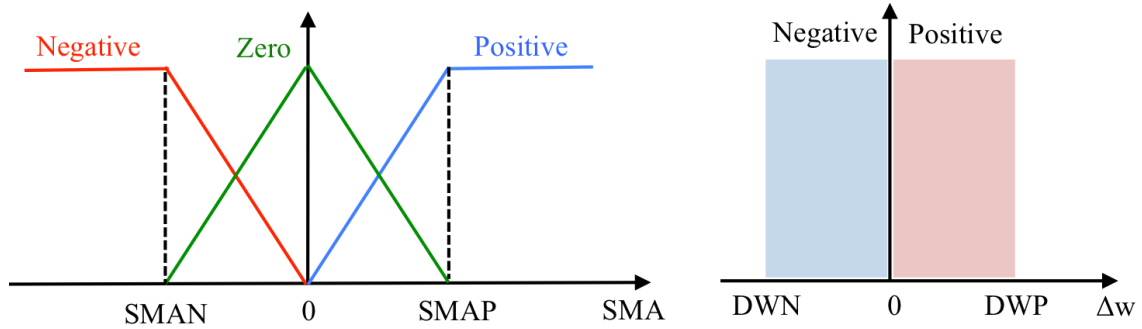 Negative
Zero
Positive
SMAN
0
SMAP
SMA
Negative
Positive
DWN
0
DWP
Δw